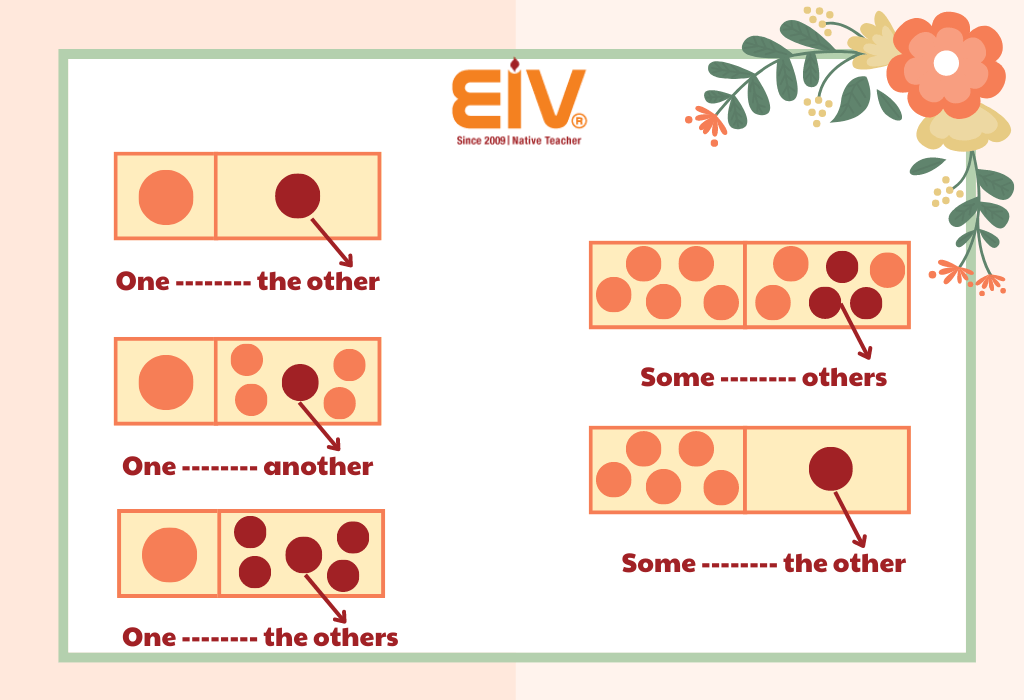 EIV®
Since 2009 | Native Teacher
One -------- the other
One -------- another
One -------- the others
Some -------- others
Some -------- the other